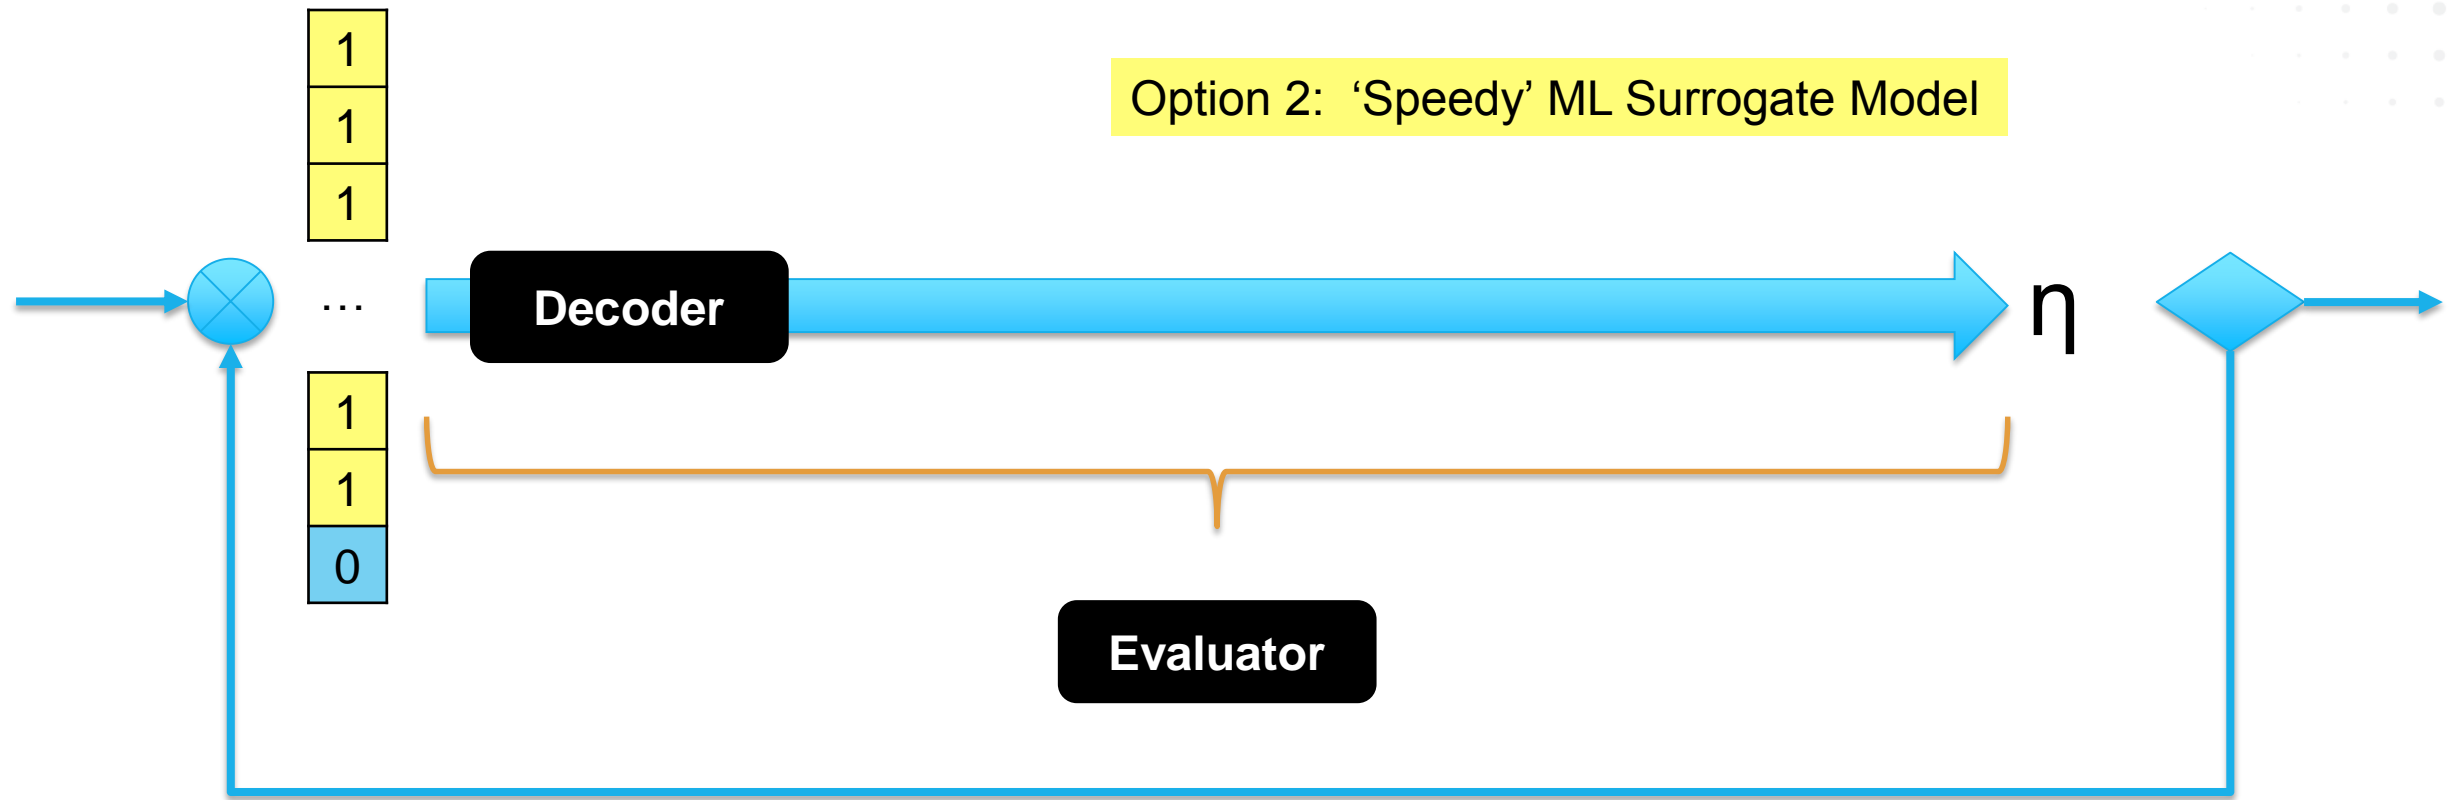 1
1
1
Option 2:  ‘Speedy’ ML Surrogate Model
...
Decoder
η
1
1
0
Evaluator